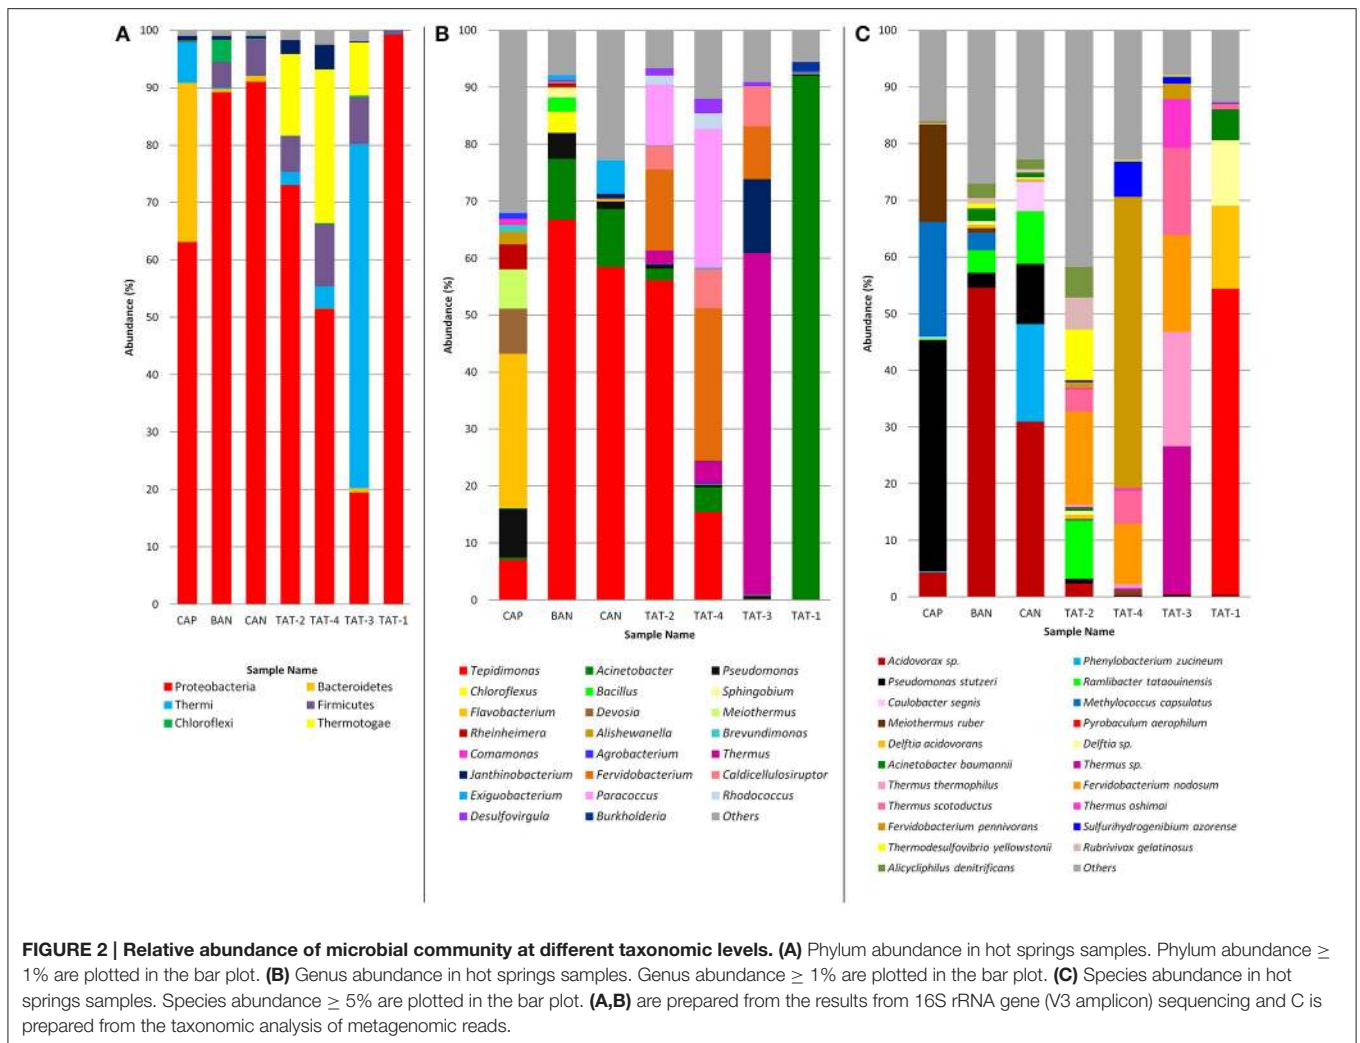 A
100
90
80
70
60
50
40
30
20
10
0
Abundance (%)
CAP BAN CAN TAT-2 TAT-4 TAT-3 TAT-1
Sample Name
Proteobacteria Bacteroidetes
Thermi Firmicutes
Chloroflexi Thermotogae
B
100
90
80
70
60
50
40
30
20
10
0
Abundance (%)
CAP BAN CAN TAT-2 TAT-4 TAT-3 TAT-1
Sample Name
Tepidimonas Acinetobacter Pseudomonas
Chloroflexus Bacillus Sphingobium
Flavobacterium Devosia Meiothermus
Rheinheimera Alishewanella Brevundimonas
Comamonas Agrobacterium Thermus
Janthinobacterium Fervidobacterium Caldicellulosiruptor
Exiguobacterium Paracoccus Rhodococcus
Desulfovirgula Burkholderia Others
C
100
90
80
70
60
50
40
30
20
10
0
Abundance (%)
CAP BAN CAN TAT-2 TAT-4 TAT-3 TAT-1
Sample Name
Acidovorax sp. Phenylobacterium zucineum
Pseudomonas stutzeri Ramlibacter tataouinensis
Caulobacter segnis Methylococcus capsulatus
Meiothermus ruber Pyrobaculum aerophilum
Delftia acidovorans Delftia sp.
Acinetobacter baumannii Thermus sp.
Thermus thermophilus Fervidobacterium nodosum
Thermus scotoductus Thermus oshimai
Fervidobacterium pennivorans Sulfurihydrogenibium azorense
Thermodesulfovibrio yellowstonii Rubrivivax gelatinosus
Alicycliphilus denitrificans Others
FIGURE 2 | Relative abundance of microbial community at different taxonomic levels. (A) Phylum abundance in hot springs samples. Phylum abundance ≥
1% are plotted in the bar plot. (B) Genus abundance in hot springs samples. Genus abundance ≥ 1% are plotted in the bar plot. (C) Species abundance in hot
springs samples. Species abundance ≥ 5% are plotted in the bar plot. (A,B) are prepared from the results from 16S rRNA gene (V3 amplicon) sequencing and C is
prepared from the taxonomic analysis of metagenomic reads.